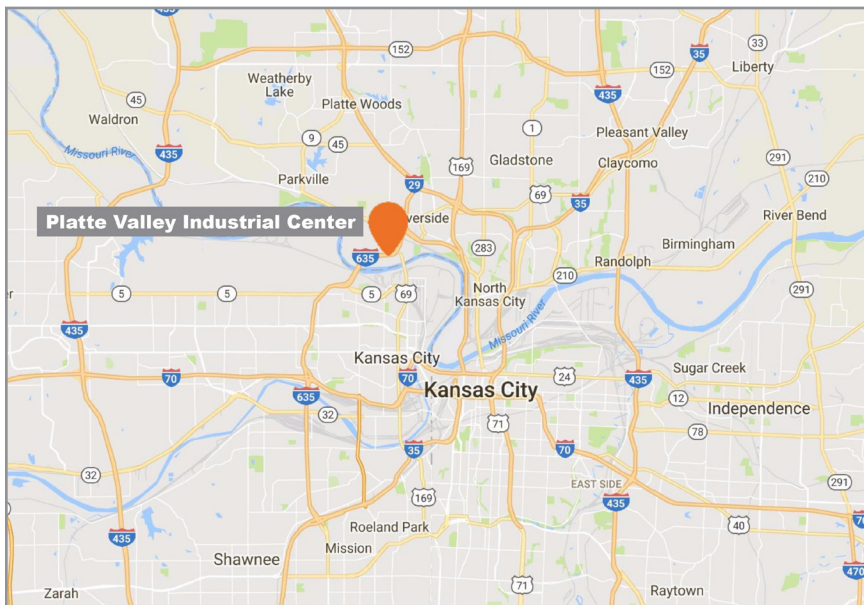 435
152
35
33
Liberty
Weatherby
Lake
152
45
Platte Woods
435
Waldron
1
Pleasant Valley
9
45
169
Gladstone
Claycomo
291
Missouri River
435
Parkville
29
69
35
210
Platte Valley Industrial Center
verside
River Bend
283
Birmingham
635
Randolph
210
5
5
5
69
North
Kansas City
291
435
Missouri River
Kansas City
70
70
Kansas City
24
435
Sugar Creek
635
32
12
Independence
71
78
35
70
32
EAST SIDE
291
169
435
Roeland Park
40
70
435
Mission
Shawnee
470
71
Zarah
Raytown